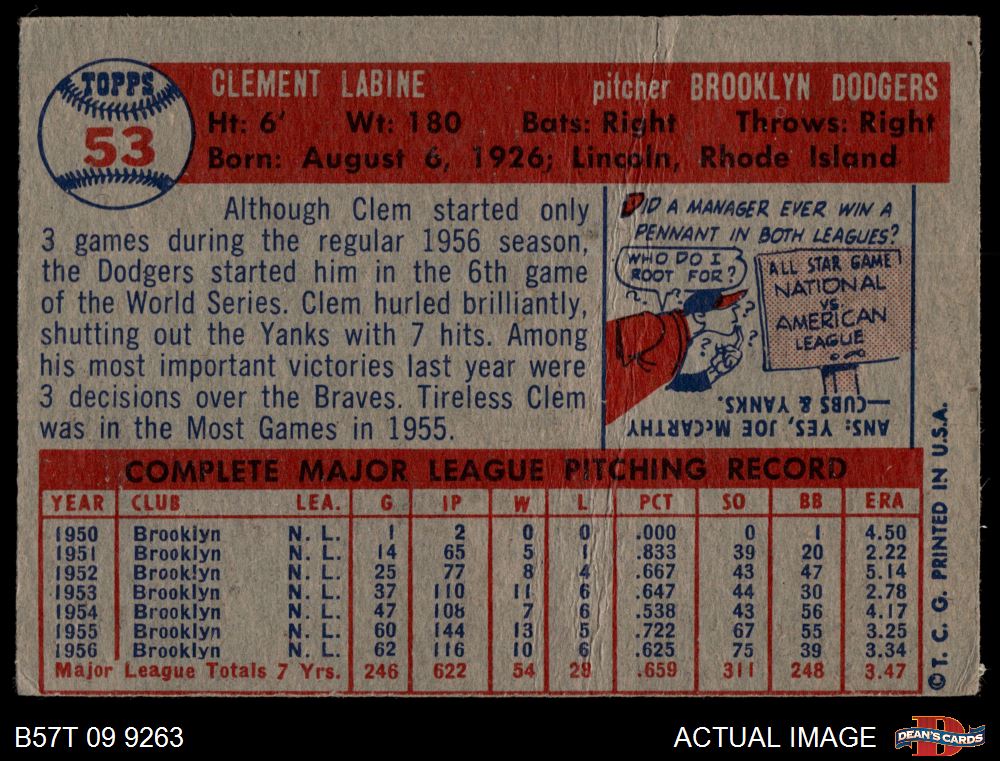 TOPPS
53
CLEMENT LABINE pitcher BROOKLYN DODGERS
Ht: 6' Wt: 180 Bats: Right Throws: Right
Born: August 6, 1926; Lincoln, Rhode Island
Although Clem started only
3 games during the regular 1956 season,
the Dodgers started him in the 6th game
of the World Series. Clem hurled brilliantly,
shutting out the Yanks with 7 hits. Among
his most important victories last year were
3 decisions over the Braves. Tireless Clem
was in the Most Games in 1955.
DID A MANAGER EVER WIN A
PENNANT IN BOTH LEAGUES?
WHO DO I
ROOT FOR?
ALL STAR GAME
NATIONAL
VS.
AMERICAN
LEAGUE
ANS: YES, JOE McCARTHY
—CUBS & YANKS.
COMPLETE MAJOR LEAGUE PITCHING RECORD
YEAR CLUB LEA. G IP W L PCT SO BB ERA
1950 Brooklyn N. L. 1 2 0 0 .000 0 1 4.50
1951 Brooklyn N. L. 14 65 5 1 .833 39 20 2.22
1952 Brooklyn N. L. 25 77 8 4 .667 43 47 5.14
1953 Brooklyn N. L. 37 110 11 6 .647 44 30 2.78
1954 Brooklyn N. L. 47 108 7 6 .538 43 56 4.17
1955 Brooklyn N. L. 60 144 13 5 .722 67 55 3.25
1956 Brooklyn N. L. 62 116 10 6 .625 75 39 3.34
Major League Totals 7 Yrs. 246 622 54 28 .659 311 248 3.47
© T. C. G. PRINTED IN U.S.A.
B57T 09 9263
ACTUAL IMAGE
DEAN'S CARDS